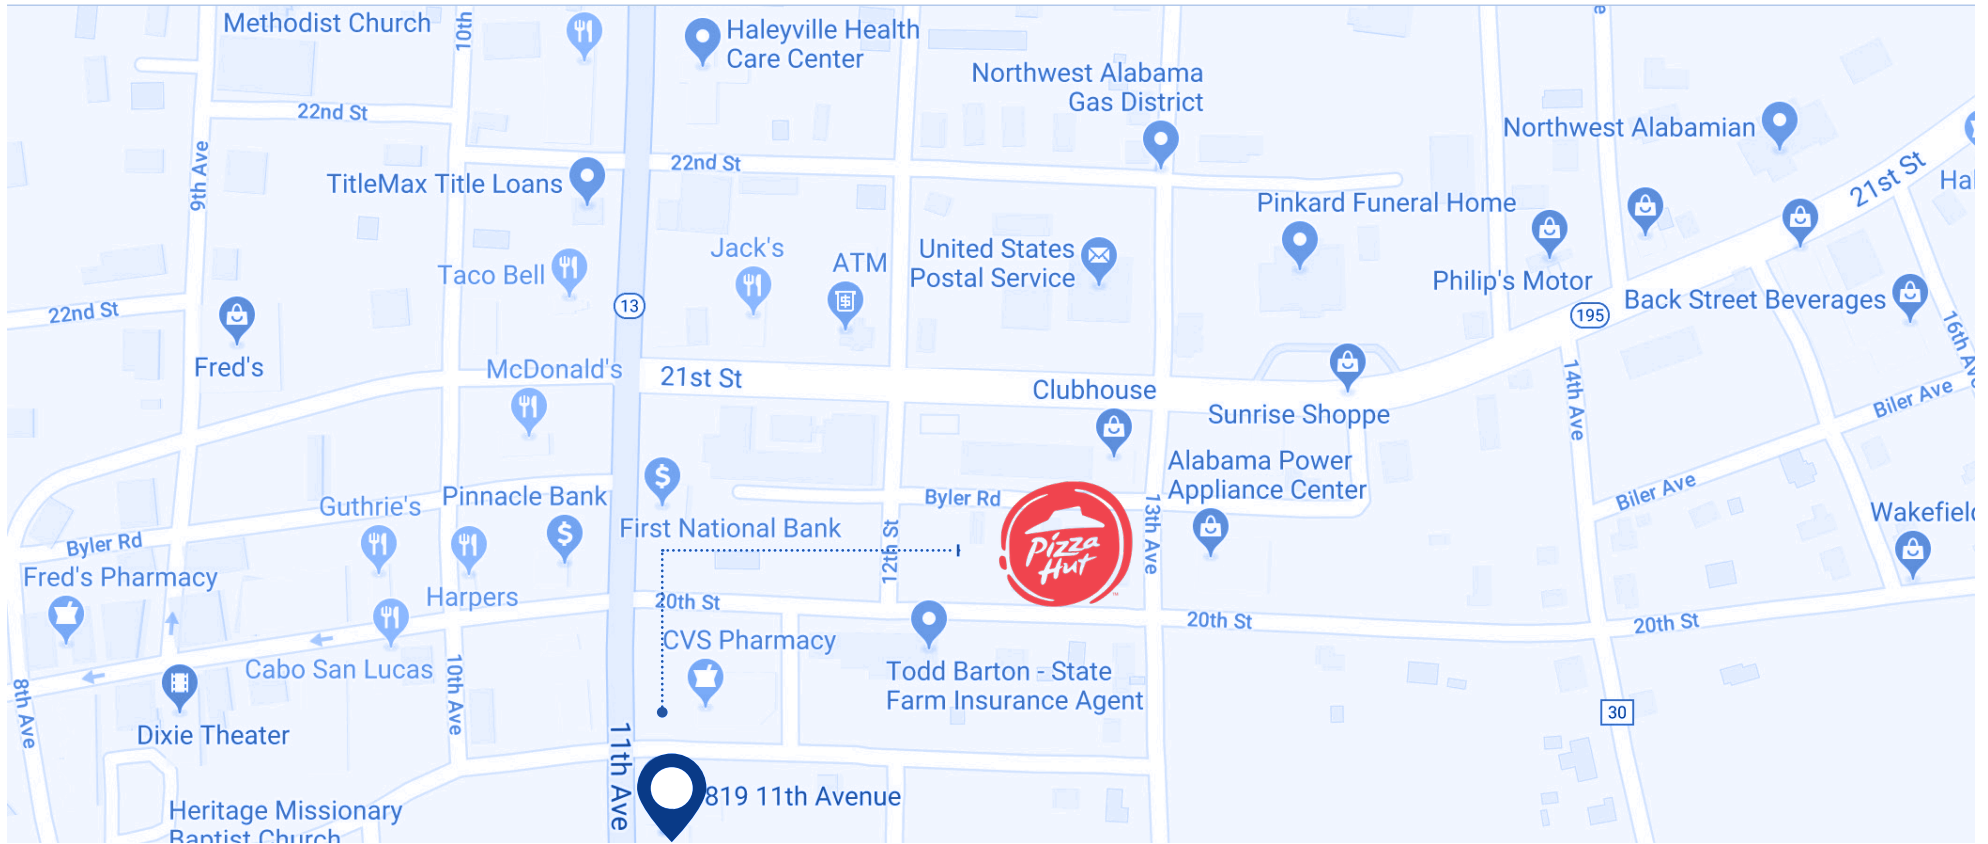 Methodist Church
10th
Haleyville Health
Care Center
e
Northwest Alabama
Gas District
22nd St
Northwest Alabamian
9th Ave
22nd St
21st St
TitleMax Title Loans
Hal
Pinkard Funeral Home
Jack's
United States
Postal Service
ATM
Taco Bell
Philip's Motor
Back Street Beverages
22nd St
13
195
16th Av
Fred's
McDonald's
21st St
Clubhouse
14th Ave
Biler Ave
Sunrise Shoppe
Alabama Power
Appliance Center
Guthrie's
Pinnacle Bank
$
Byler Rd
Biler Ave
Wakefield
First National Bank
$
12th St
Pizza
Hut
™
13th Ave
Byler Rd
Fred's Pharmacy
Harpers
20th St
20th St
20th St
CVS Pharmacy
Cabo San Lucas
10th Ave
Todd Barton - State
Farm Insurance Agent
8th Ave
30
Dixie Theater
11th Ave
819 11th Avenue
Heritage Missionary
Baptist Church